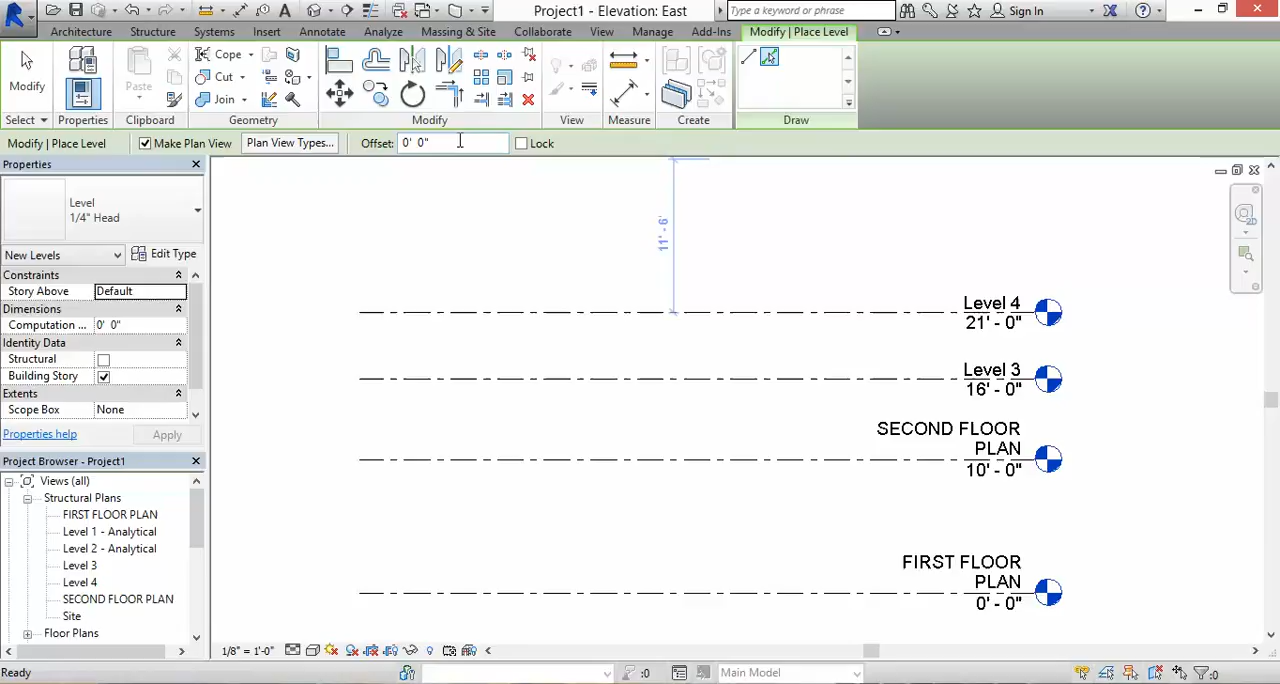 Project1 - Elevation: East
Type a keyword or phrase
Sign In
Architecture Structure Systems Insert Annotate Analyze Massing & Site Collaborate View Manage Add-Ins Modify | Place Level
Cope
Cut
Modify Paste Join
Select Properties Clipboard Geometry Modify View Measure Create Draw
Modify | Place Level Make Plan View Plan View Types... Offset: 0' 0" Lock
Properties
Level
1/4" Head
New Levels Edit Type
Constraints
Story Above Default
Dimensions
Computation ... 0' 0"
Identity Data
Structural
Building Story
Extents
Scope Box None
Properties help Apply
Project Browser - Project1
Views (all)
Structural Plans
FIRST FLOOR PLAN
Level 1 - Analytical
Level 2 - Analytical
Level 3
Level 4
SECOND FLOOR PLAN
Site
Floor Plans
11' - 6"
2D
Level 4
21' - 0"
Level 3
16' - 0"
SECOND FLOOR
PLAN
10' - 0"
FIRST FLOOR
PLAN
0' - 0"
1/8" = 1'-0"
Ready
:0
Main Model
:0